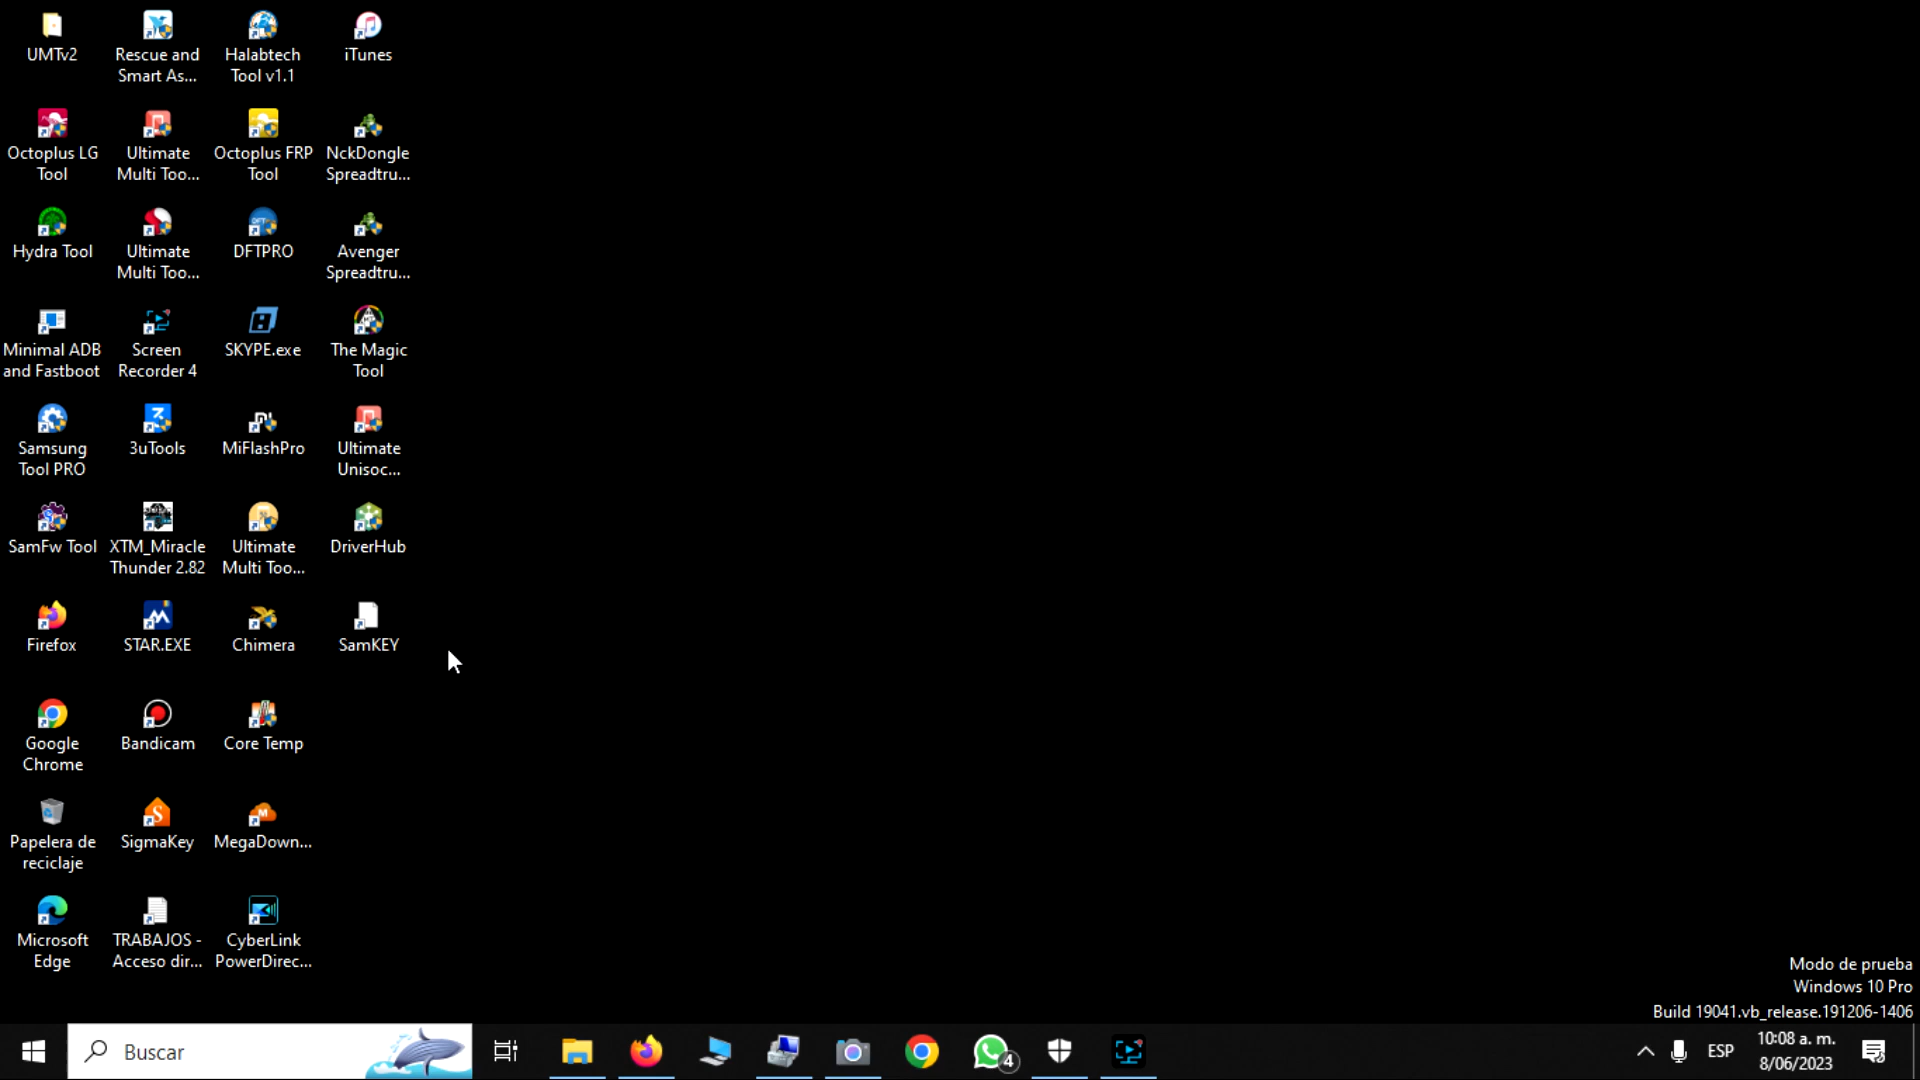 UMTv2
Rescue and
Smart As...
Halabtech
Tool v1.1
iTunes
Octoplus LG
Tool
Ultimate
Multi Too...
Octoplus FRP
Tool
NckDongle
Spreadtru...
Hydra Tool
Ultimate
Multi Too...
DFTPRO
Avenger
Spreadtru...
Minimal ADB
and Fastboot
Screen
Recorder 4
SKYPE.exe
The Magic
Tool
Samsung
Tool PRO
3uTools
MiFlashPro
Ultimate
Unisoc...
SamFw Tool
XTM_Miracle
Thunder 2.82
Ultimate
Multi Too...
DriverHub
Firefox
STAR.EXE
Chimera
SamKEY
Google
Chrome
Bandicam
Core Temp
Papelera de
reciclaje
SigmaKey
MegaDown...
Microsoft
Edge
TRABAJOS -
Acceso dir...
CyberLink
PowerDirec...
Modo de prueba
Windows 10 Pro
Build 19041.vb_release.191206-1406
Buscar
4
ESP
10:08 a. m.
8/06/2023